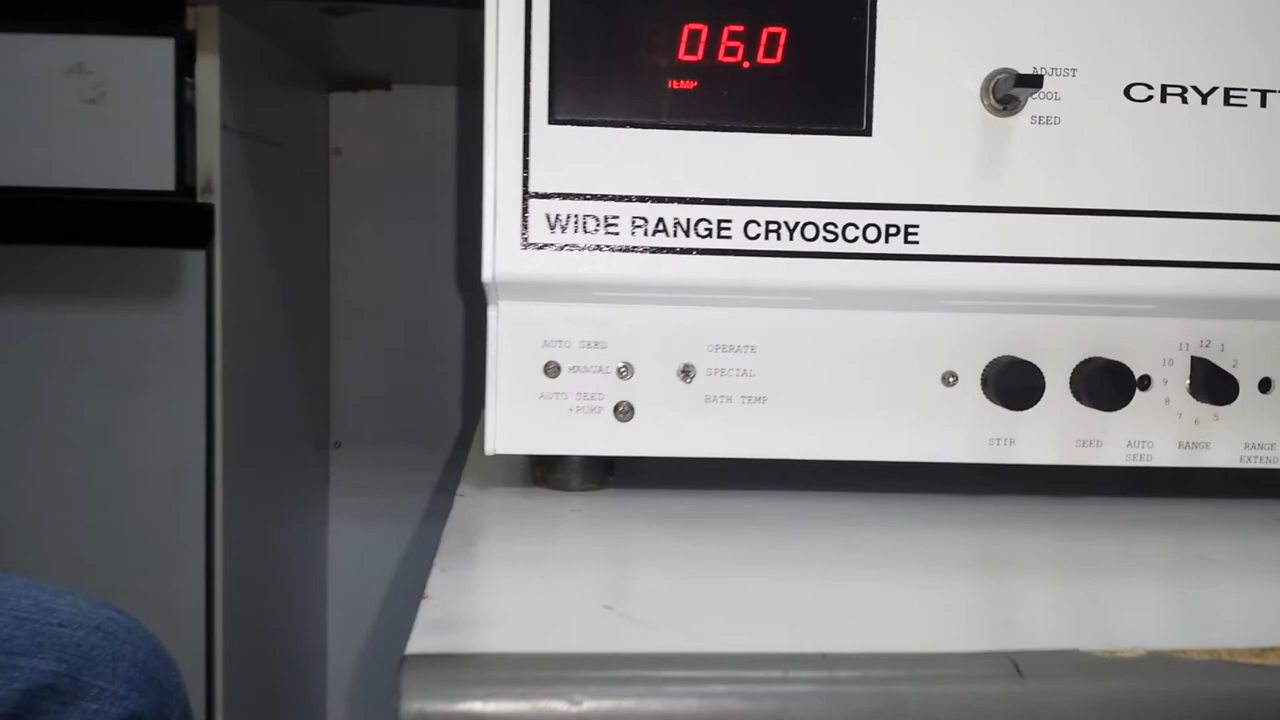 06.0
TEMP
ADJUST
COOL
SEED
WIDE RANGE CRYOSCOPE
AUTO SEED
MANUAL
AUTO SEED
+PUMP
OPERATE
SPECIAL
BATH TEMP
11 12 1
10 2
9
8
7 6 5
STIR
SEED
AUTO
SEED
RANGE
RANGE
EXTEND